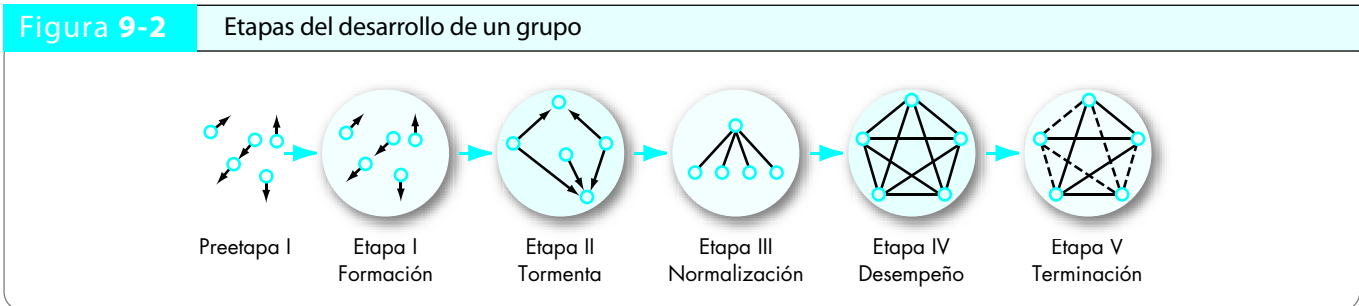 Figura 9-2
Etapas del desarrollo de un grupo
Preetapa I
Etapa I
Formación
Etapa II
Tormenta
Etapa III
Normalización
Etapa IV
Desempeño
Etapa V
Terminación